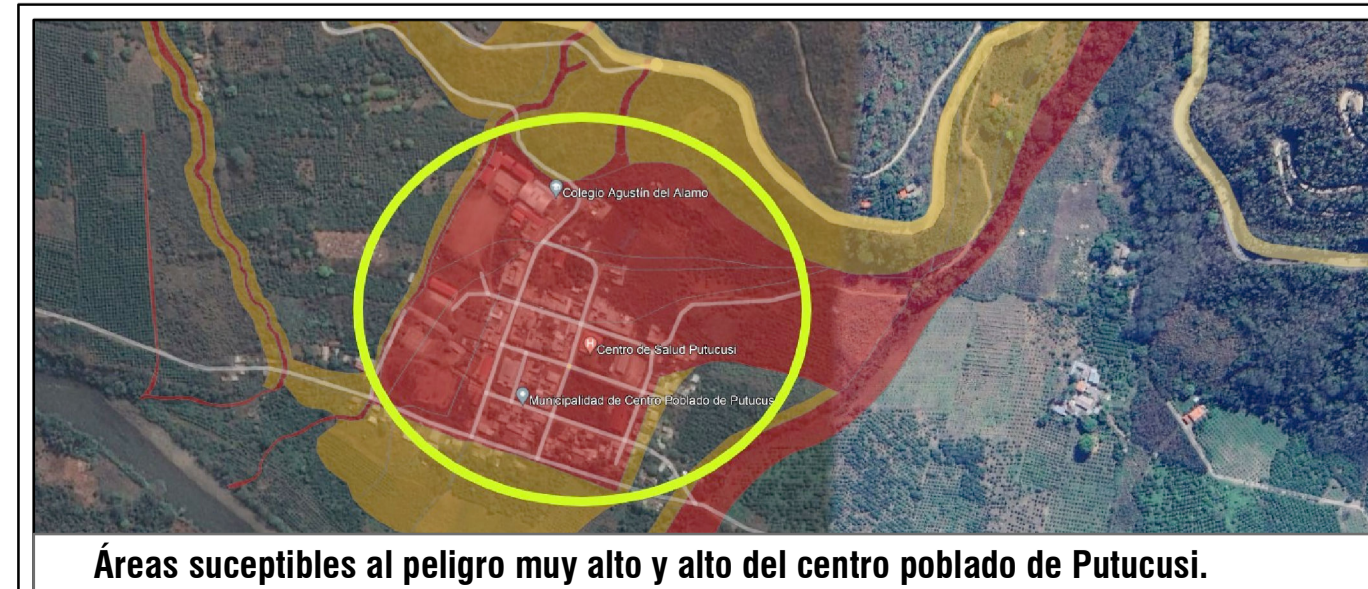 Colegio Agustín del Alamo
H
Centro de Salud Putucusi
Municipalidad de Centro Poblado de Putucus
Áreas suceptibles al peligro muy alto y alto del centro poblado de Putucusi.